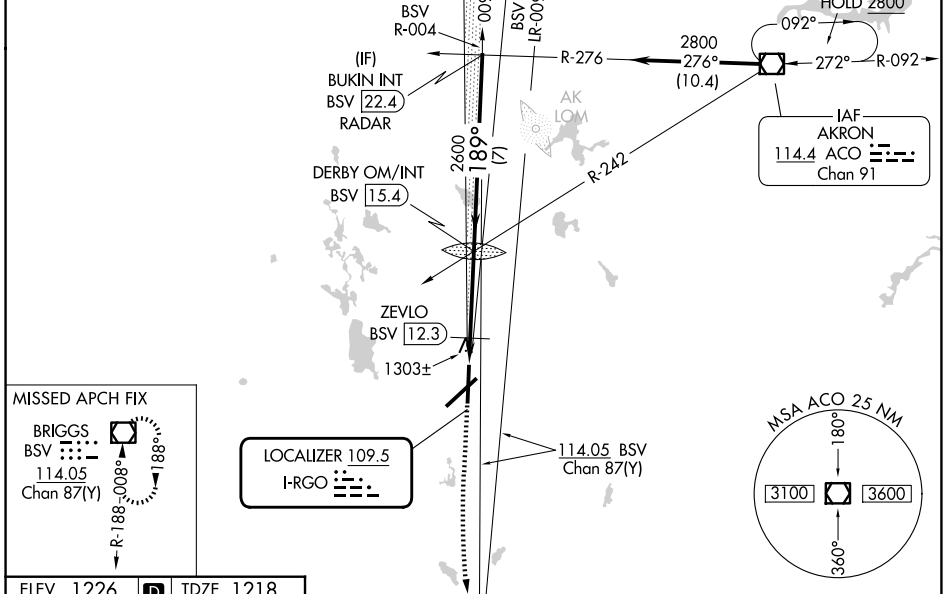 BSV
R-004
009
BSV
LR-009
HOLD 2800
092°
272°
R-092
R-276
2800
276°
(10.4)
(IF)
BUKIN INT
BSV 22.4
RADAR
AK
LOM
IAF
AKRON
114.4 ACO
Chan 91
2600
189°
(7)
R-242
DERBY OM/INT
BSV 15.4
ZEVLO
BSV 12.3
1303±
MISSED APCH FIX
BRIGGS
BSV
114.05
Chan 87(Y)
188°
R-188
008°
LOCALIZER 109.5
I-RGO
114.05 BSV
Chan 87(Y)
MSA ACO 25 NM
180°
3100
3600
360°
ELEV 1226 D TDZE 1218